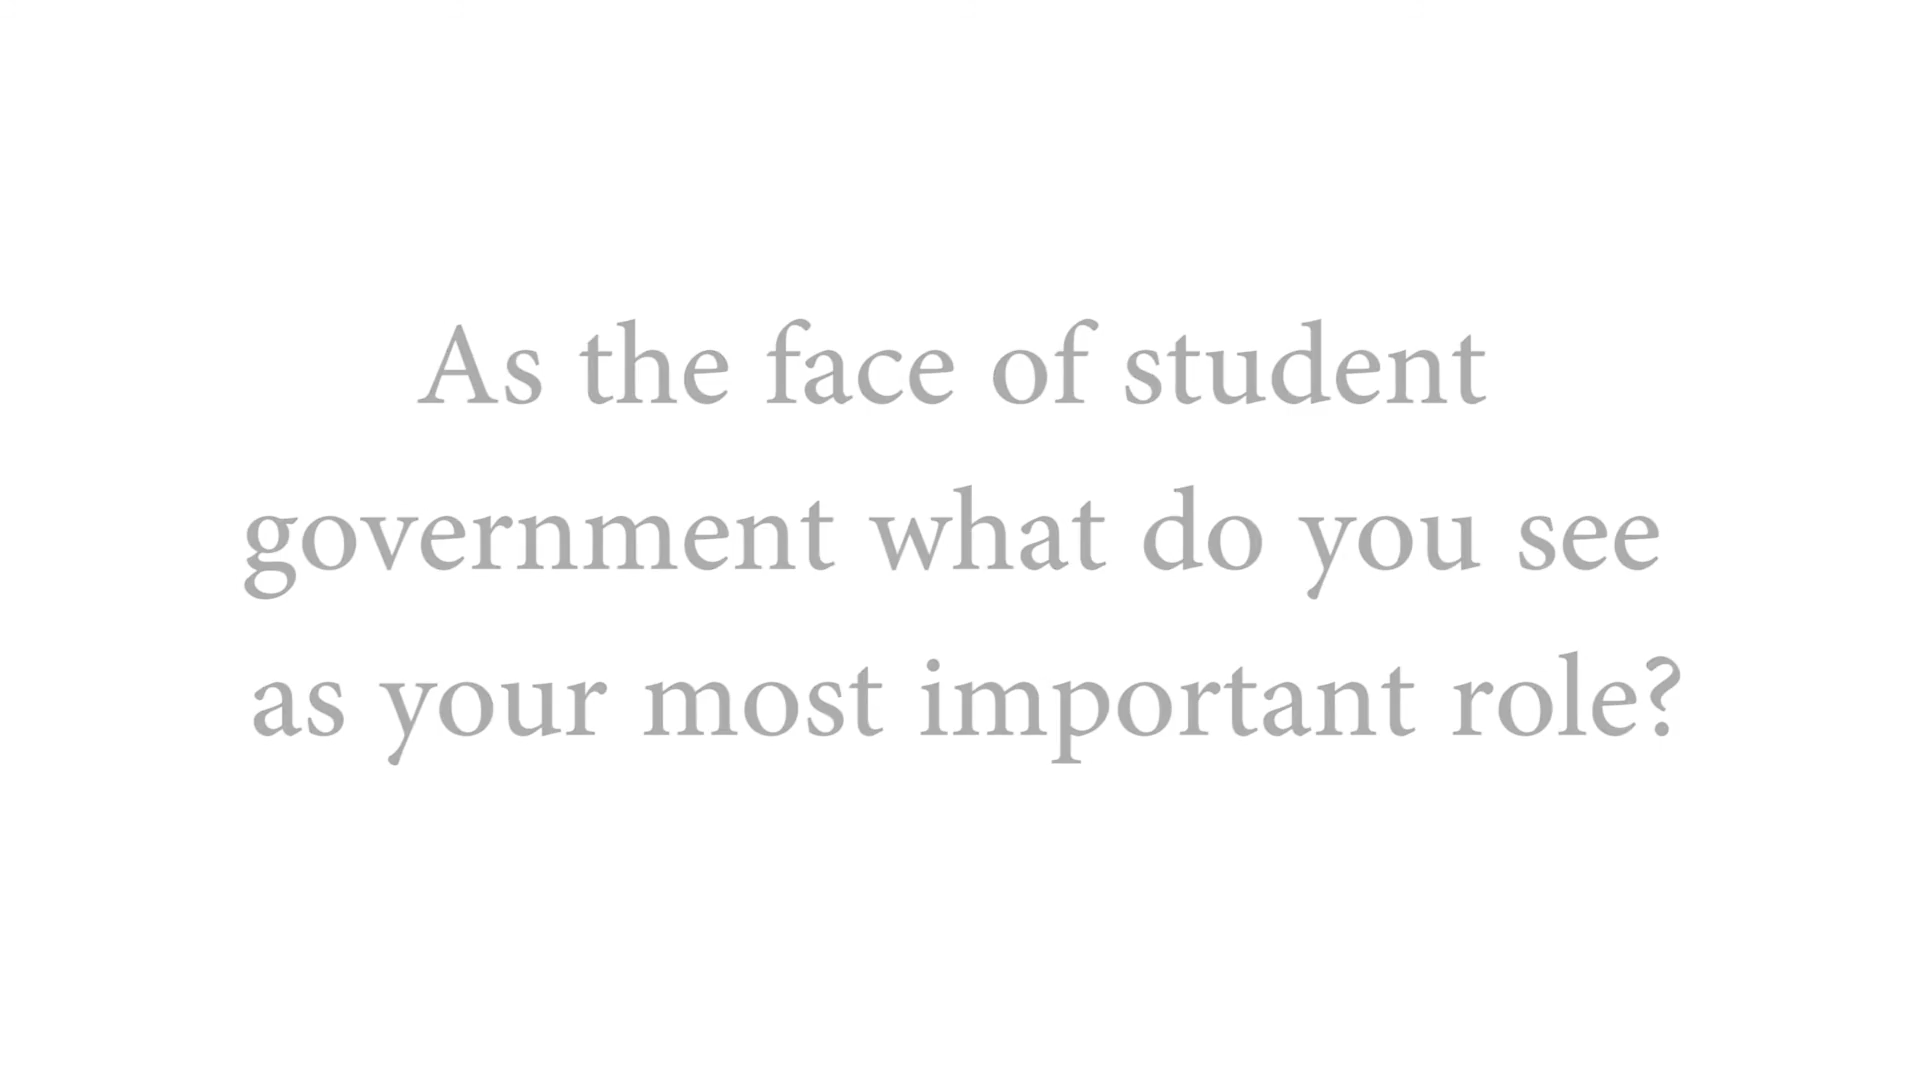 As the face of student
government what do you see
as your most important role?